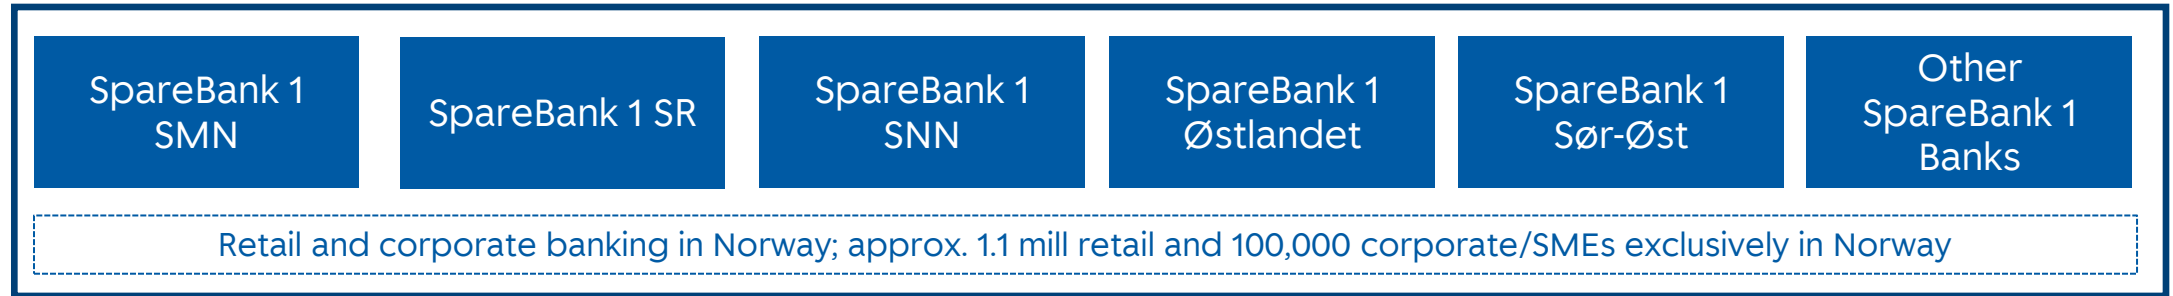 SpareBank 1
SMN
SpareBank 1 SR
SpareBank 1
SNN
SpareBank 1
Østlandet
SpareBank 1
Sør-Øst
Other
SpareBank 1
Banks
Retail and corporate banking in Norway; approx. 1.1 mill retail and 100,000 corporate/SMEs exclusively in Norway